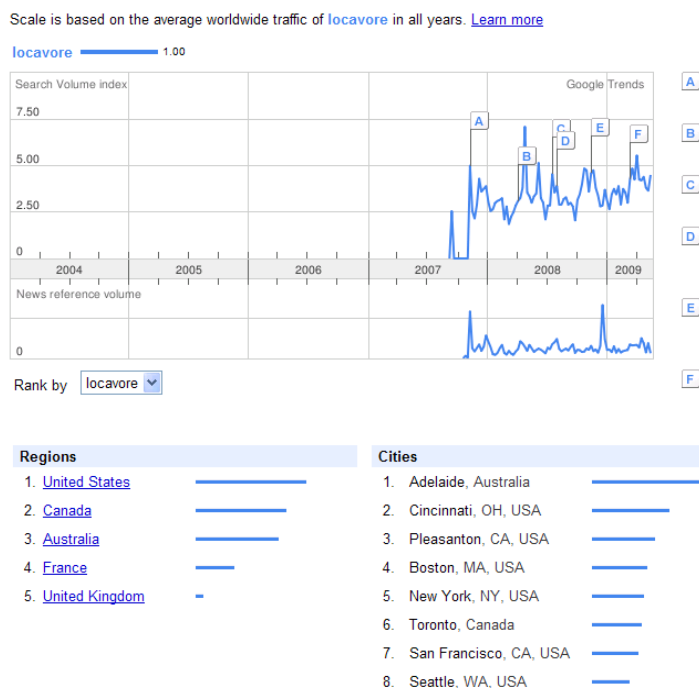 Scale is based on the average worldwide traffic of locavore in all years. Learn more
locavore 1.00
Search Volume index
Google Trends
7.50
5.00
2.50
0
A
B
C
D
E
F
2004 2005 2006 2007 2008 2009
News reference volume
0
A
B
C
D
E
F
Rank by locavore
Regions
1. United States
2. Canada
3. Australia
4. France
5. United Kingdom
Cities
1. Adelaide, Australia
2. Cincinnati, OH, USA
3. Pleasanton, CA, USA
4. Boston, MA, USA
5. New York, NY, USA
6. Toronto, Canada
7. San Francisco, CA, USA
8. Seattle, WA, USA